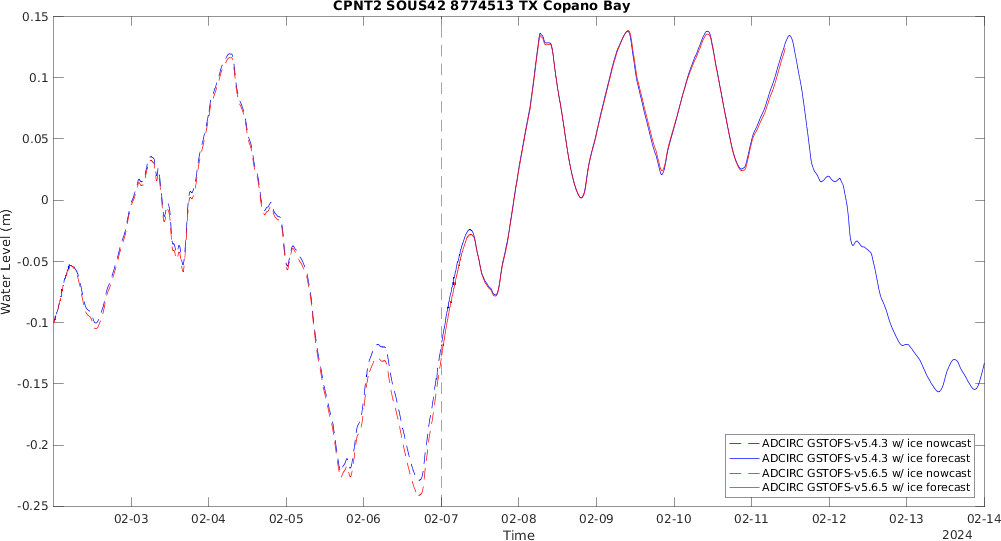 CPNT2 SOUS42 8774513 TX Copano Bay
Water Level (m)
0.15
0.1
0.05
0
-0.05
-0.1
-0.15
-0.2
-0.25
ADCIRC GSTOFS-v5.4.3 w/ ice nowcast
ADCIRC GSTOFS-v5.4.3 w/ ice forecast
ADCIRC GSTOFS-v5.6.5 w/ ice nowcast
ADCIRC GSTOFS-v5.6.5 w/ ice forecast
02-03 02-04 02-05 02-06 02-07 02-08 02-09 02-10 02-11 02-12 02-13 02-14
Time
2024